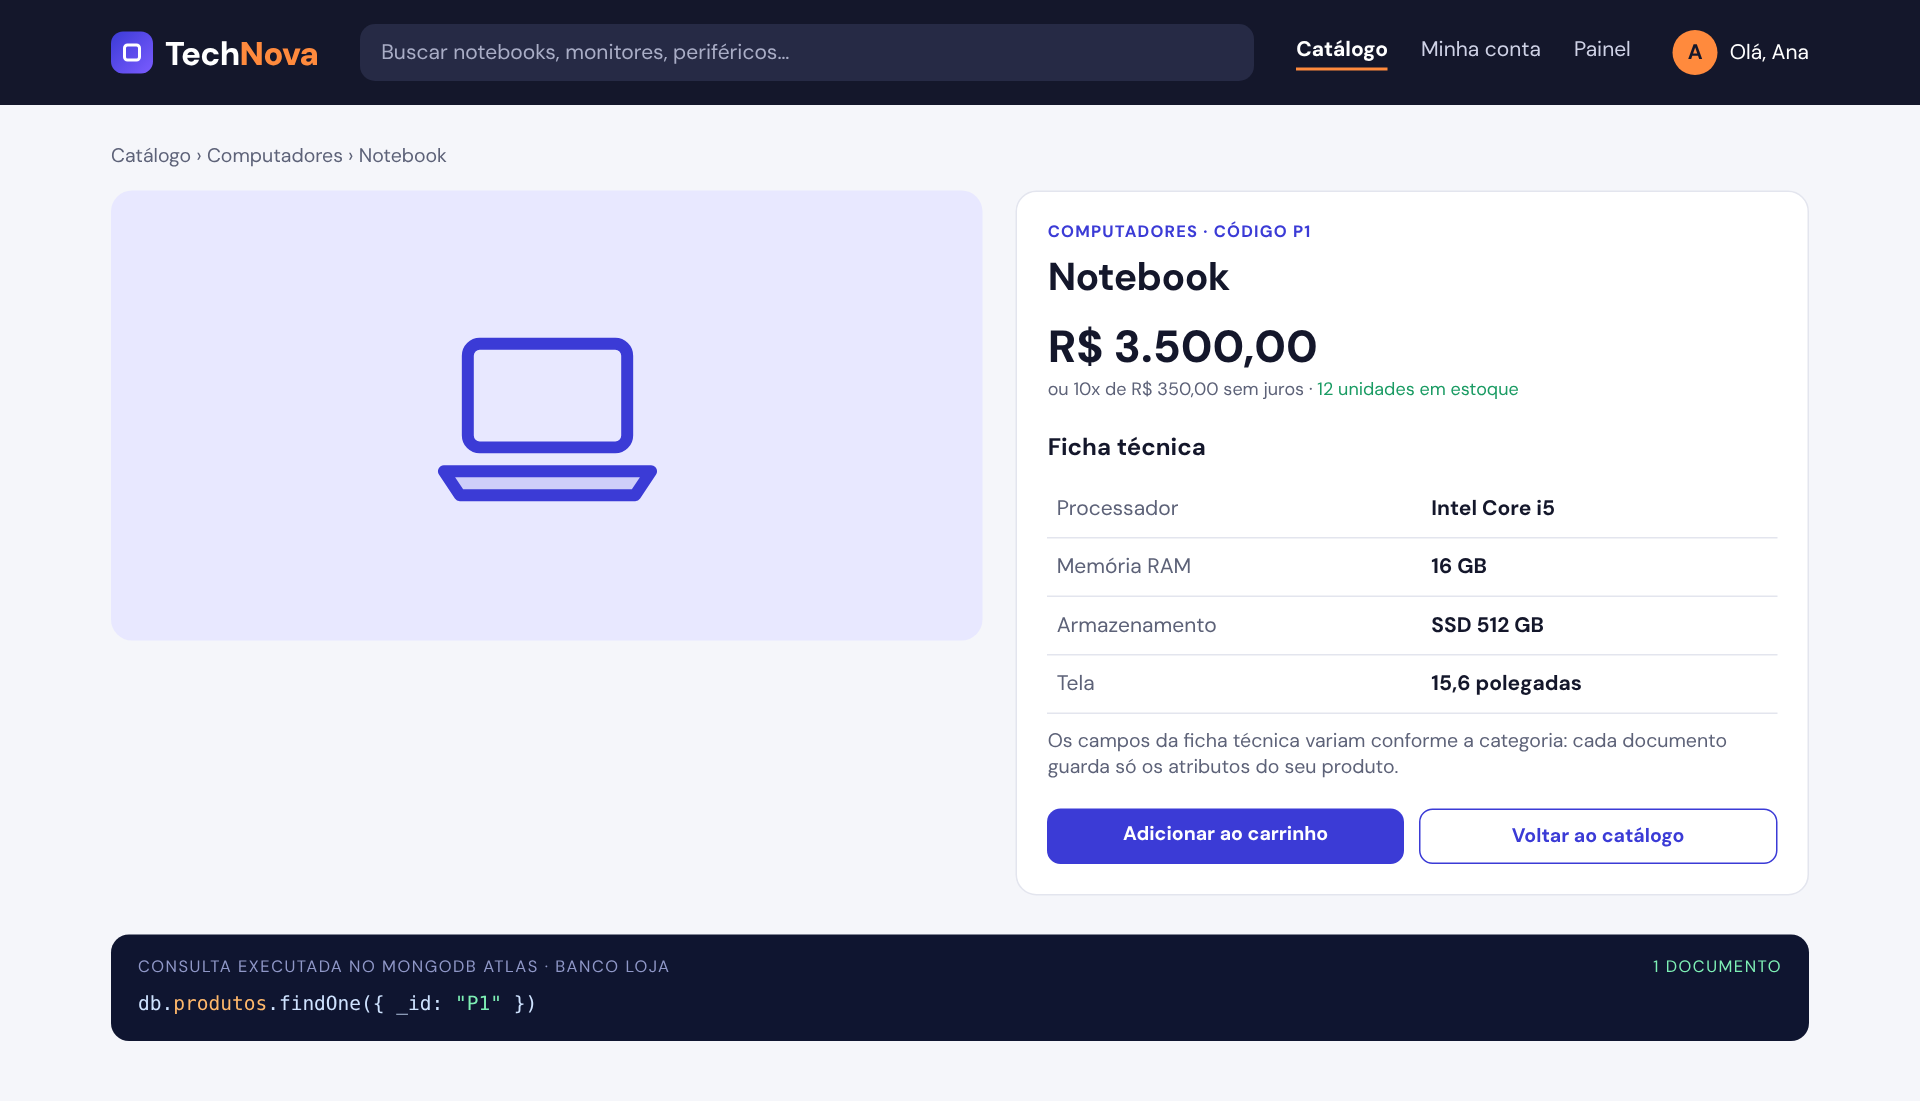 TechNova
Buscar notebooks, monitores, periféricos...
Catálogo
Minha conta
Painel
A
Olá, Ana
Catálogo › Computadores › Notebook
COMPUTADORES · CÓDIGO P1
Notebook
R$ 3.500,00
ou 10x de R$ 350,00 sem juros · 12 unidades em estoque
Ficha técnica
Processador Intel Core i5
Memória RAM 16 GB
Armazenamento SSD 512 GB
Tela 15,6 polegadas
Os campos da ficha técnica variam conforme a categoria: cada documento
guarda só os atributos do seu produto.
Adicionar ao carrinho
Voltar ao catálogo
CONSULTA EXECUTADA NO MONGODB ATLAS · BANCO LOJA
1 DOCUMENTO
db.produtos.findOne({ _id: "P1" })